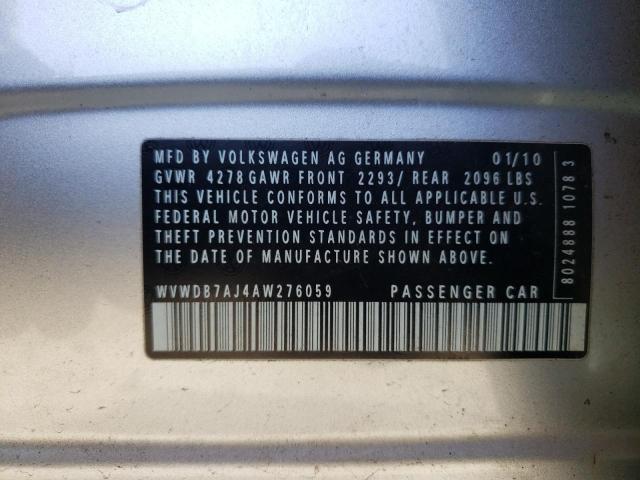 MFD BY VOLKSWAGEN AG GERMANY 01/10
GVWR 4278 GAWR FRONT 2293/ REAR 2096 LBS
THIS VEHICLE CONFORMS TO ALL APPLICABLE U.S.
FEDERAL MOTOR VEHICLE SAFETY, BUMPER AND
THEFT PREVENTION STANDARDS IN EFFECT ON
THE DATE OF MANUFACTURE SHOWN ABOVE.
WVWDB7AJ4AW276059 PASSENGER CAR
8024888 1078 3